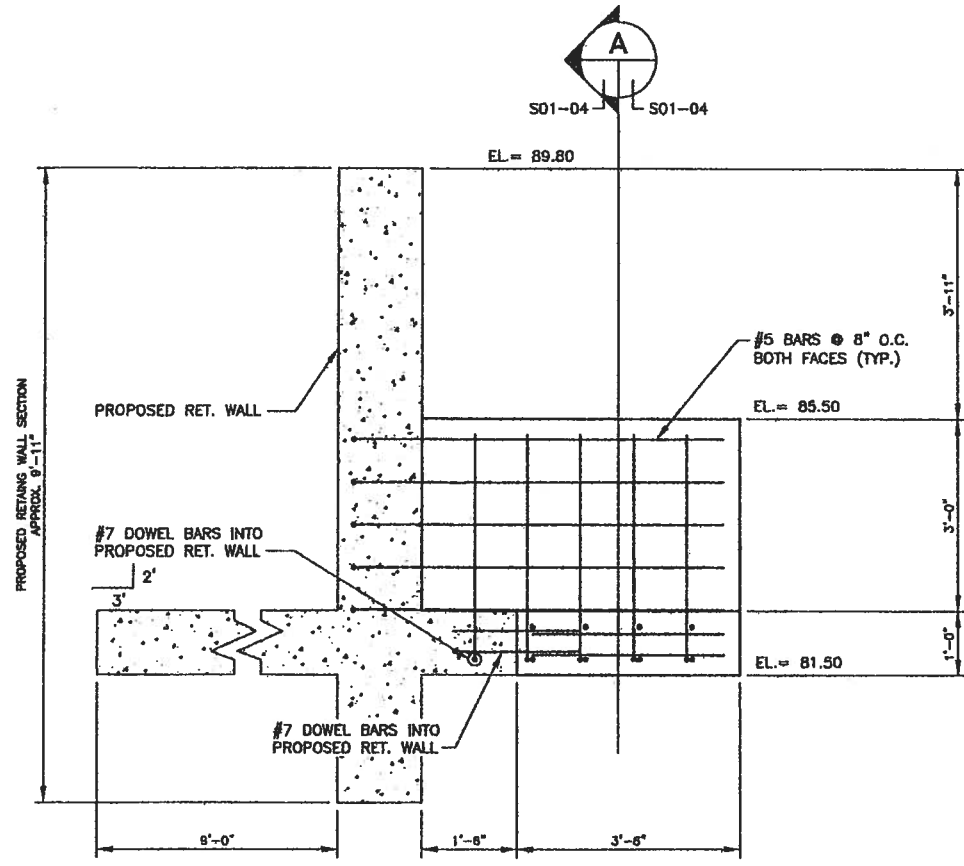 A
S01-04
S01-04
EL.= 89.80
3'-11"
#5 BARS @ 8" O.C.
BOTH FACES (TYP.)
PROPOSED RET. WALL
EL.= 85.50
PROPOSED RETAING WALL SECTION
APPROX. 9'-11"
3'-0"
#7 DOWEL BARS INTO
PROPOSED RET. WALL
2'
3'
1'-0"
EL.= 81.50
#7 DOWEL BARS INTO
PROPOSED RET. WALL
9'-0"
1'-6"
3'-6"